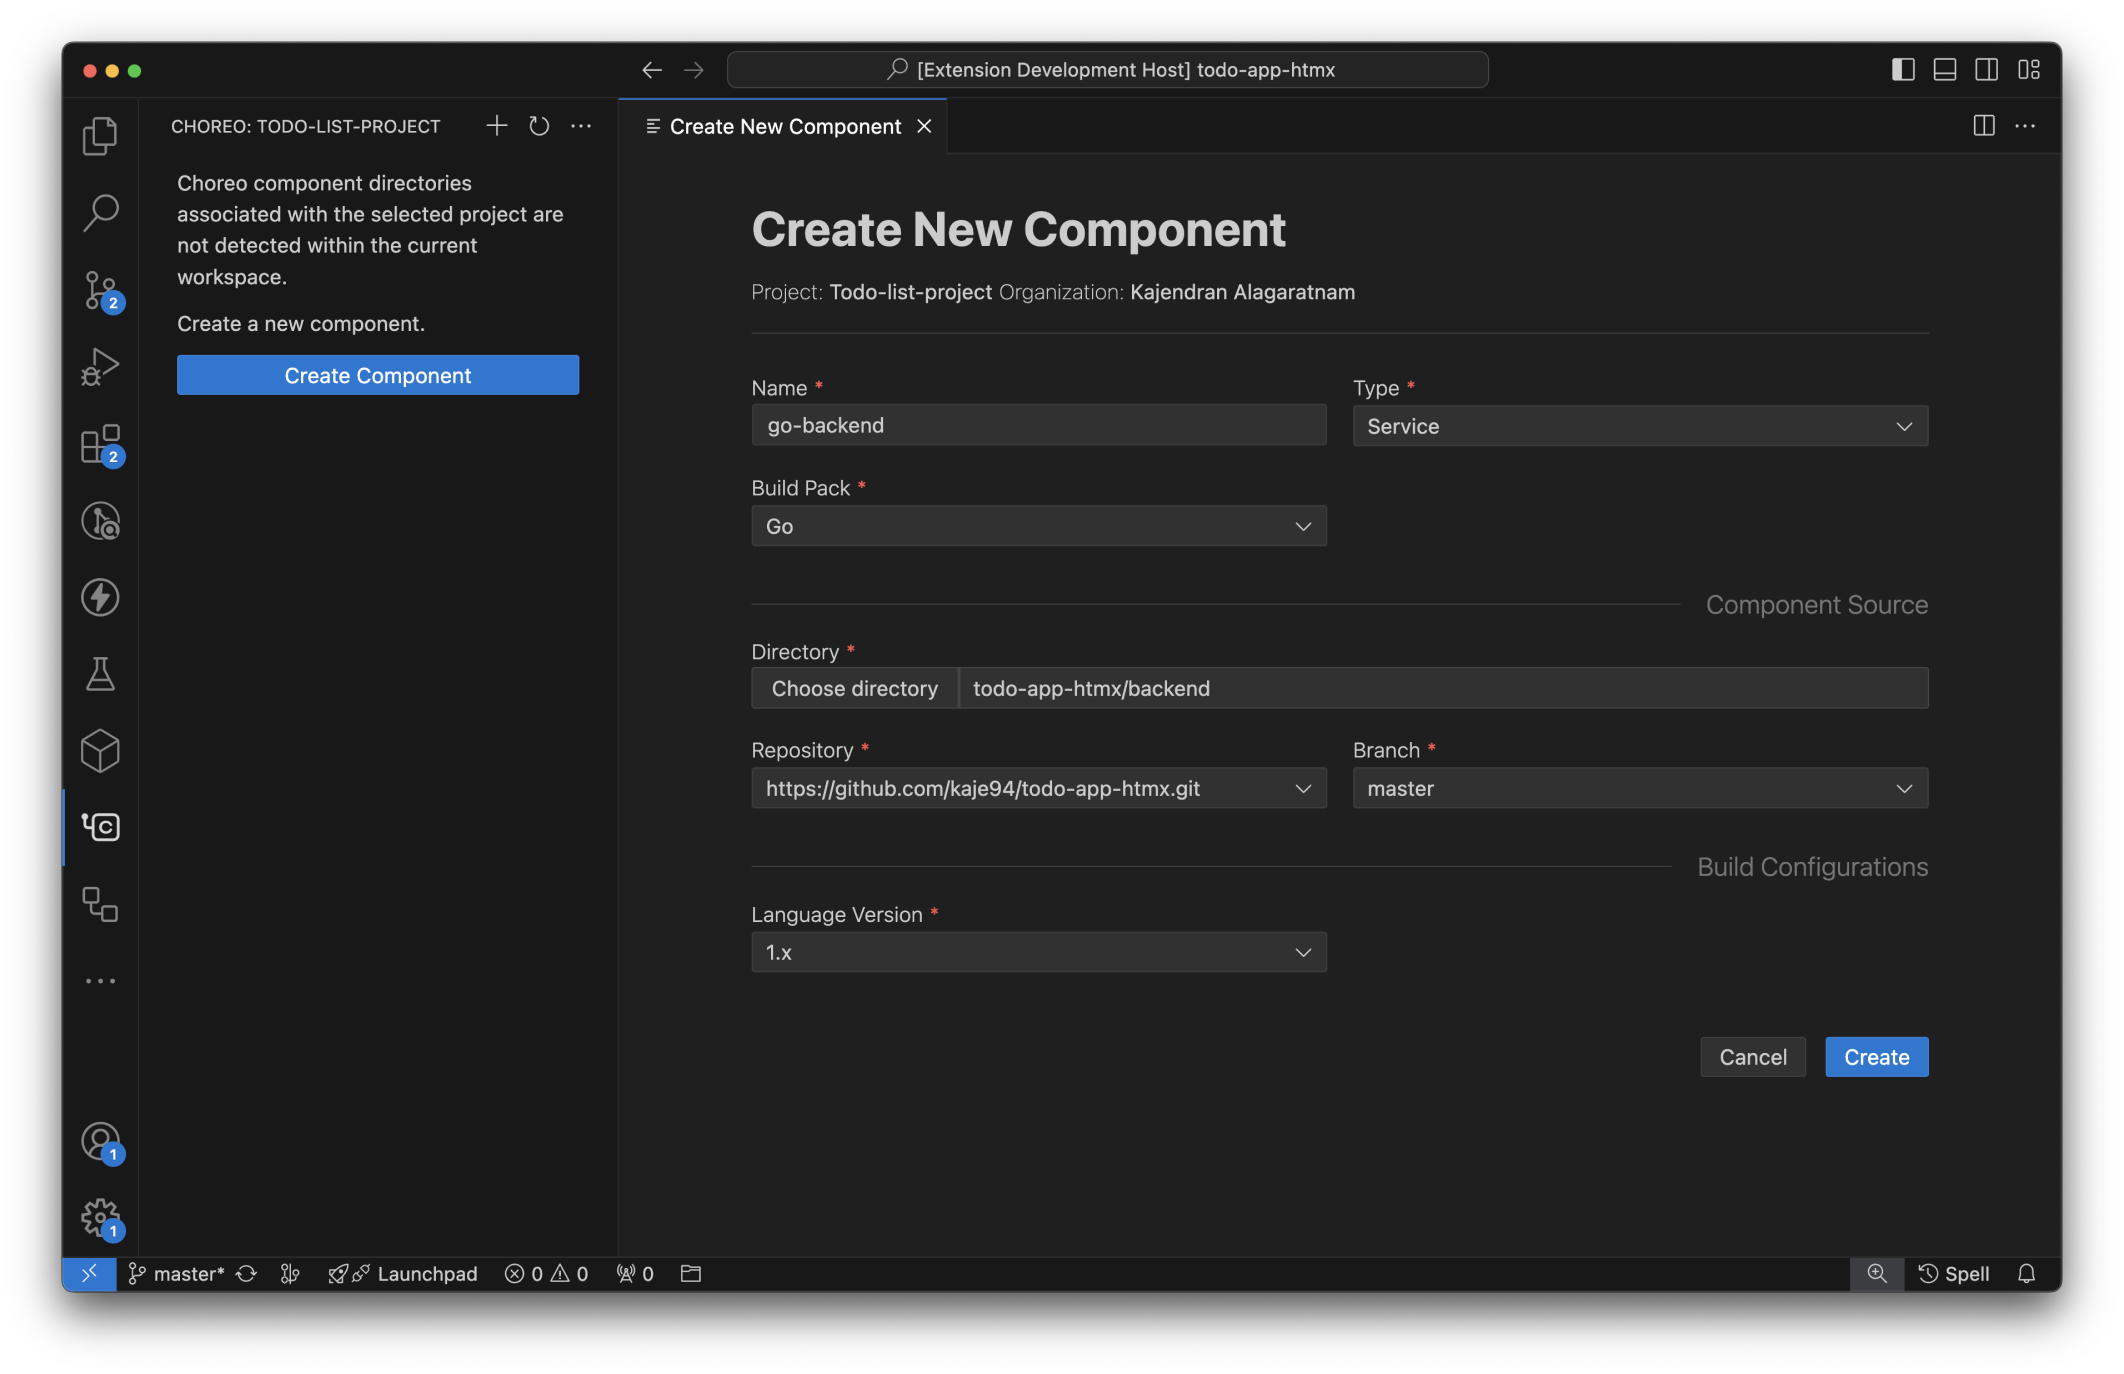 [Extension Development Host] todo-app-htmx
CHOREO: TODO-LIST-PROJECT
Create New Component
Choreo component directories
associated with the selected project are
not detected within the current
workspace.
Create a new component.
Create Component
Create New Component
Project: Todo-list-project Organization: Kajendran Alagaratnam
Name *
Type *
go-backend
Service
Build Pack *
Go
Component Source
Directory *
Choose directory
todo-app-htmx/backend
Repository *
Branch *
https://github.com/kaje94/todo-app-htmx.git
master
Build Configurations
Language Version *
1.x
Cancel
Create
2
2
C
1
1
master*
Launchpad
0
0
0
Spell